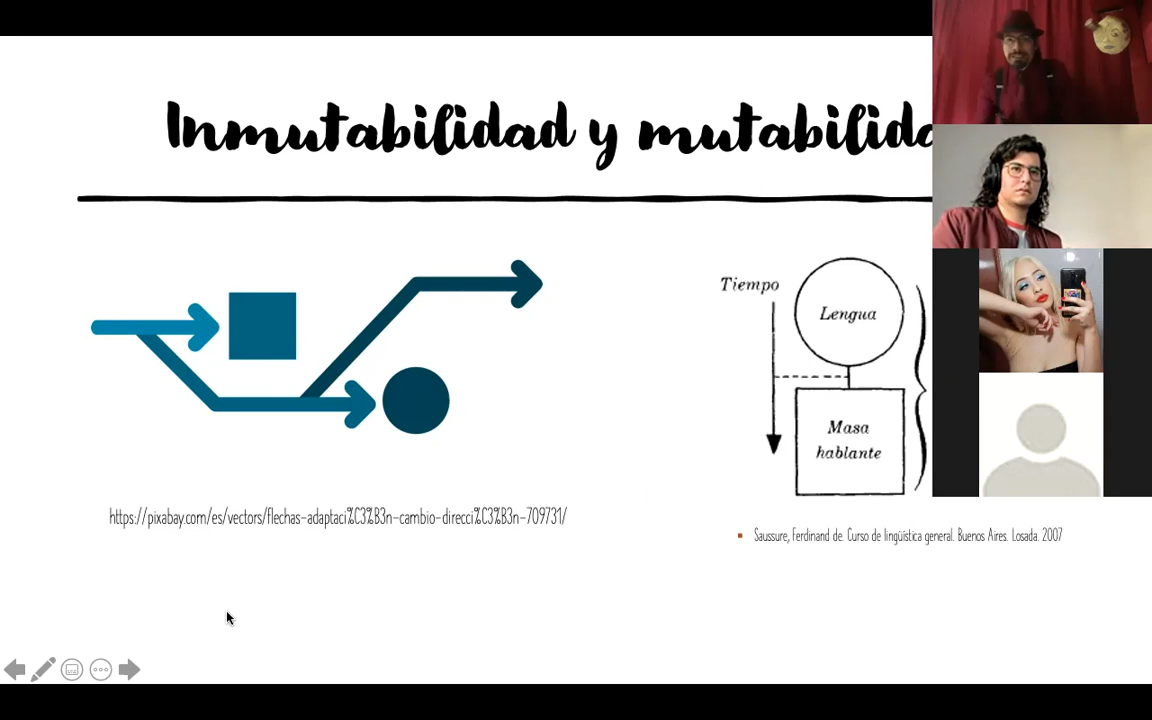 Inmutabilidad y mutabilida
Tiempo
Lengua
Masa
hablante
https://pixabay.com/es/vectors/flechas-adaptaci%C3%B3n-cambio-direcci%C3%B3n-709731/
Saussure, Ferdinand de. Curso de lingüística general. Buenos Aires. Losada. 2007